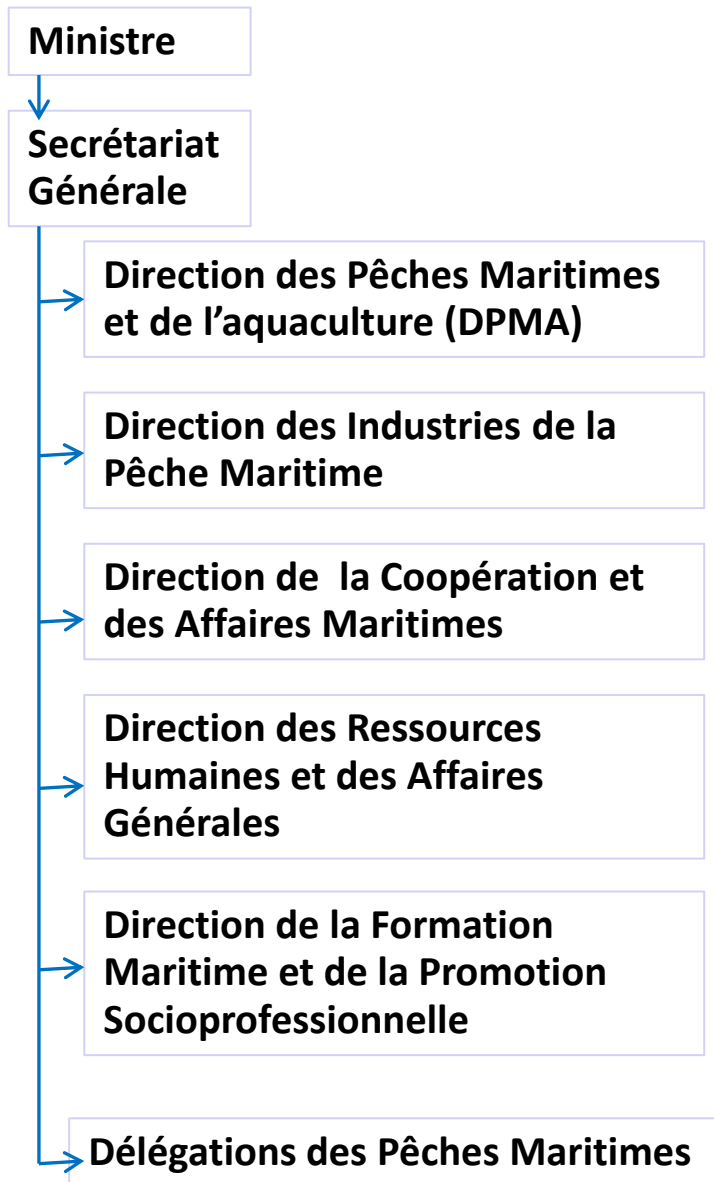 Ministre
Secrétariat
Générale
Direction des Pêches Maritimes
et de l’aquaculture (DPMA)
Direction des Industries de la
Pêche Maritime
Direction de  la Coopération et
des Affaires Maritimes
Direction des Ressources
Humaines et des Affaires
Générales
Direction de la Formation
Maritime et de la Promotion
Socioprofessionnelle
Délégations des Pêches Maritimes